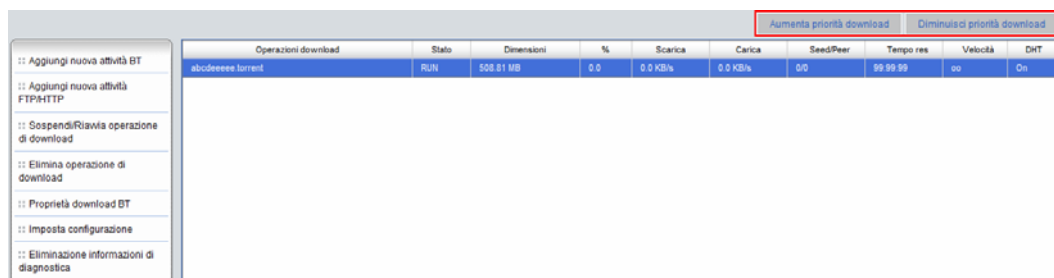 Aumenta priorità download Diminuisci priorità download
Operazioni download Stato Dimensioni % Scarica Carica Seed/Peer Tempo res Velocità DHT
abcdeeeee.torrent RUN 508.81 MB 0.0 0.0 KB/s 0.0 KB/s 0/0 99:99:99 oo On
:: Aggiungi nuova attività BT
:: Aggiungi nuova attività
FTP/HTTP
:: Sospendi/Riavvia operazione
di download
:: Elimina operazione di
download
:: Proprietà download BT
:: Imposta configurazione
:: Eliminazione informazioni di
diagnostica